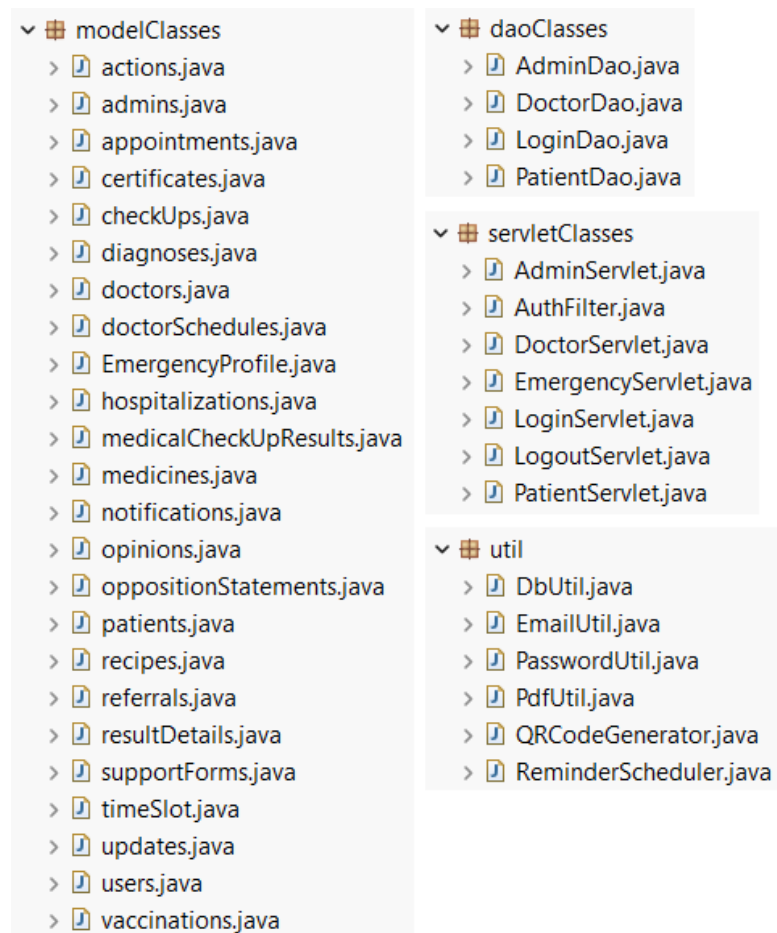 modelClasses
actions.java
admins.java
appointments.java
certificates.java
checkUps.java
diagnoses.java
doctors.java
doctorSchedules.java
EmergencyProfile.java
hospitalizations.java
medicalCheckUpResults.java
medicines.java
notifications.java
opinions.java
oppositionStatements.java
patients.java
recipes.java
referrals.java
resultDetails.java
supportForms.java
timeSlot.java
updates.java
users.java
vaccinations.java
daoClasses
AdminDao.java
DoctorDao.java
LoginDao.java
PatientDao.java
servletClasses
AdminServlet.java
AuthFilter.java
DoctorServlet.java
EmergencyServlet.java
LoginServlet.java
LogoutServlet.java
PatientServlet.java
util
DbUtil.java
EmailUtil.java
PasswordUtil.java
PdfUtil.java
QRCodeGenerator.java
ReminderScheduler.java